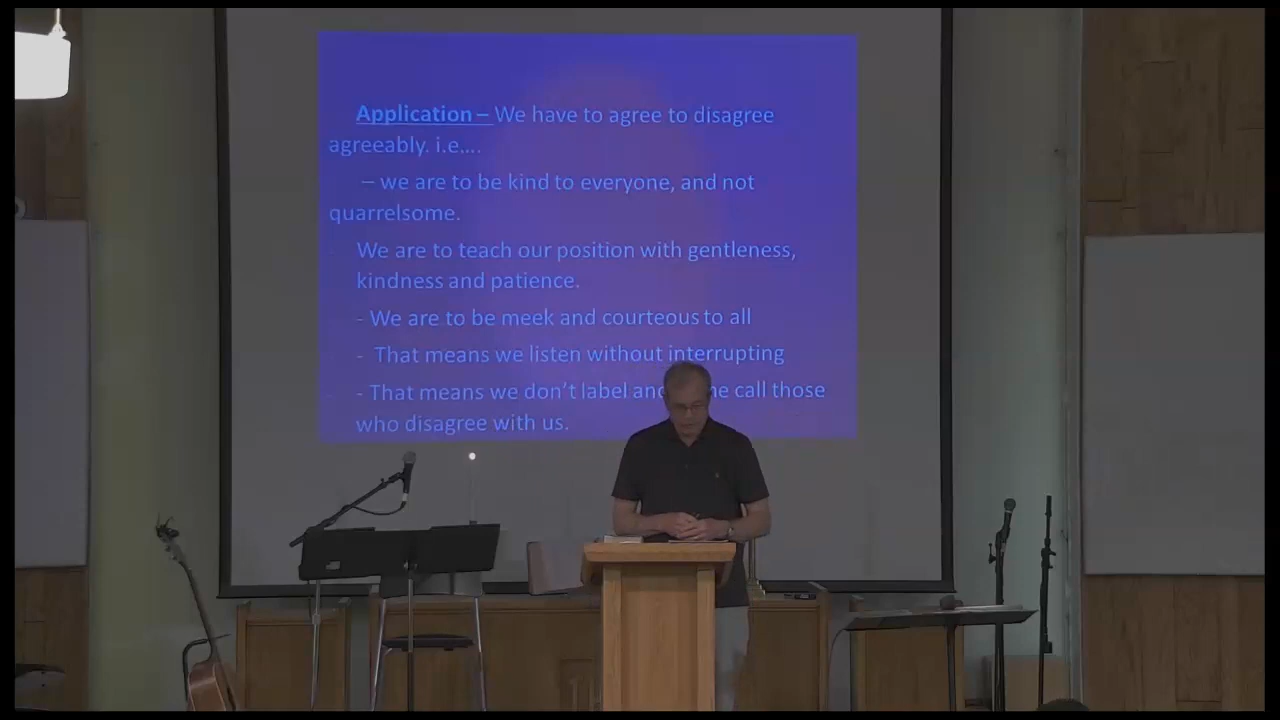 Application – We have to agree to disagree
agreeably. i.e….
– we are to be kind to everyone, and not
quarrelsome.
We are to teach our position with gentleness,
kindness and patience.
- We are to be meek and courteous to all
- That means we listen without interrupting
- That means we don't label and call those
who disagree with us.